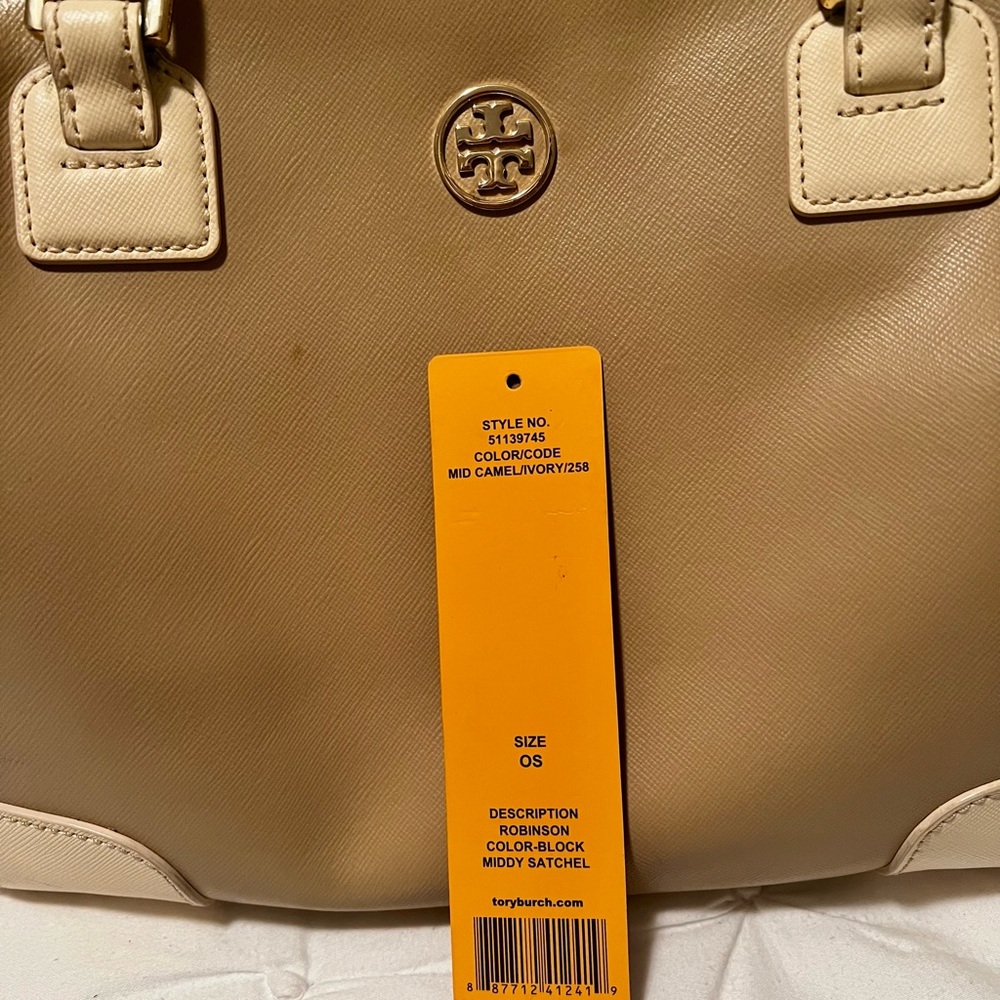 STYLE NO.
51139745
COLOR/CODE
MID CAMEL/IVORY/258
SIZE
OS
DESCRIPTION
ROBINSON
COLOR-BLOCK
MIDDY SATCHEL
toryburch.com
8 87712 41241 9